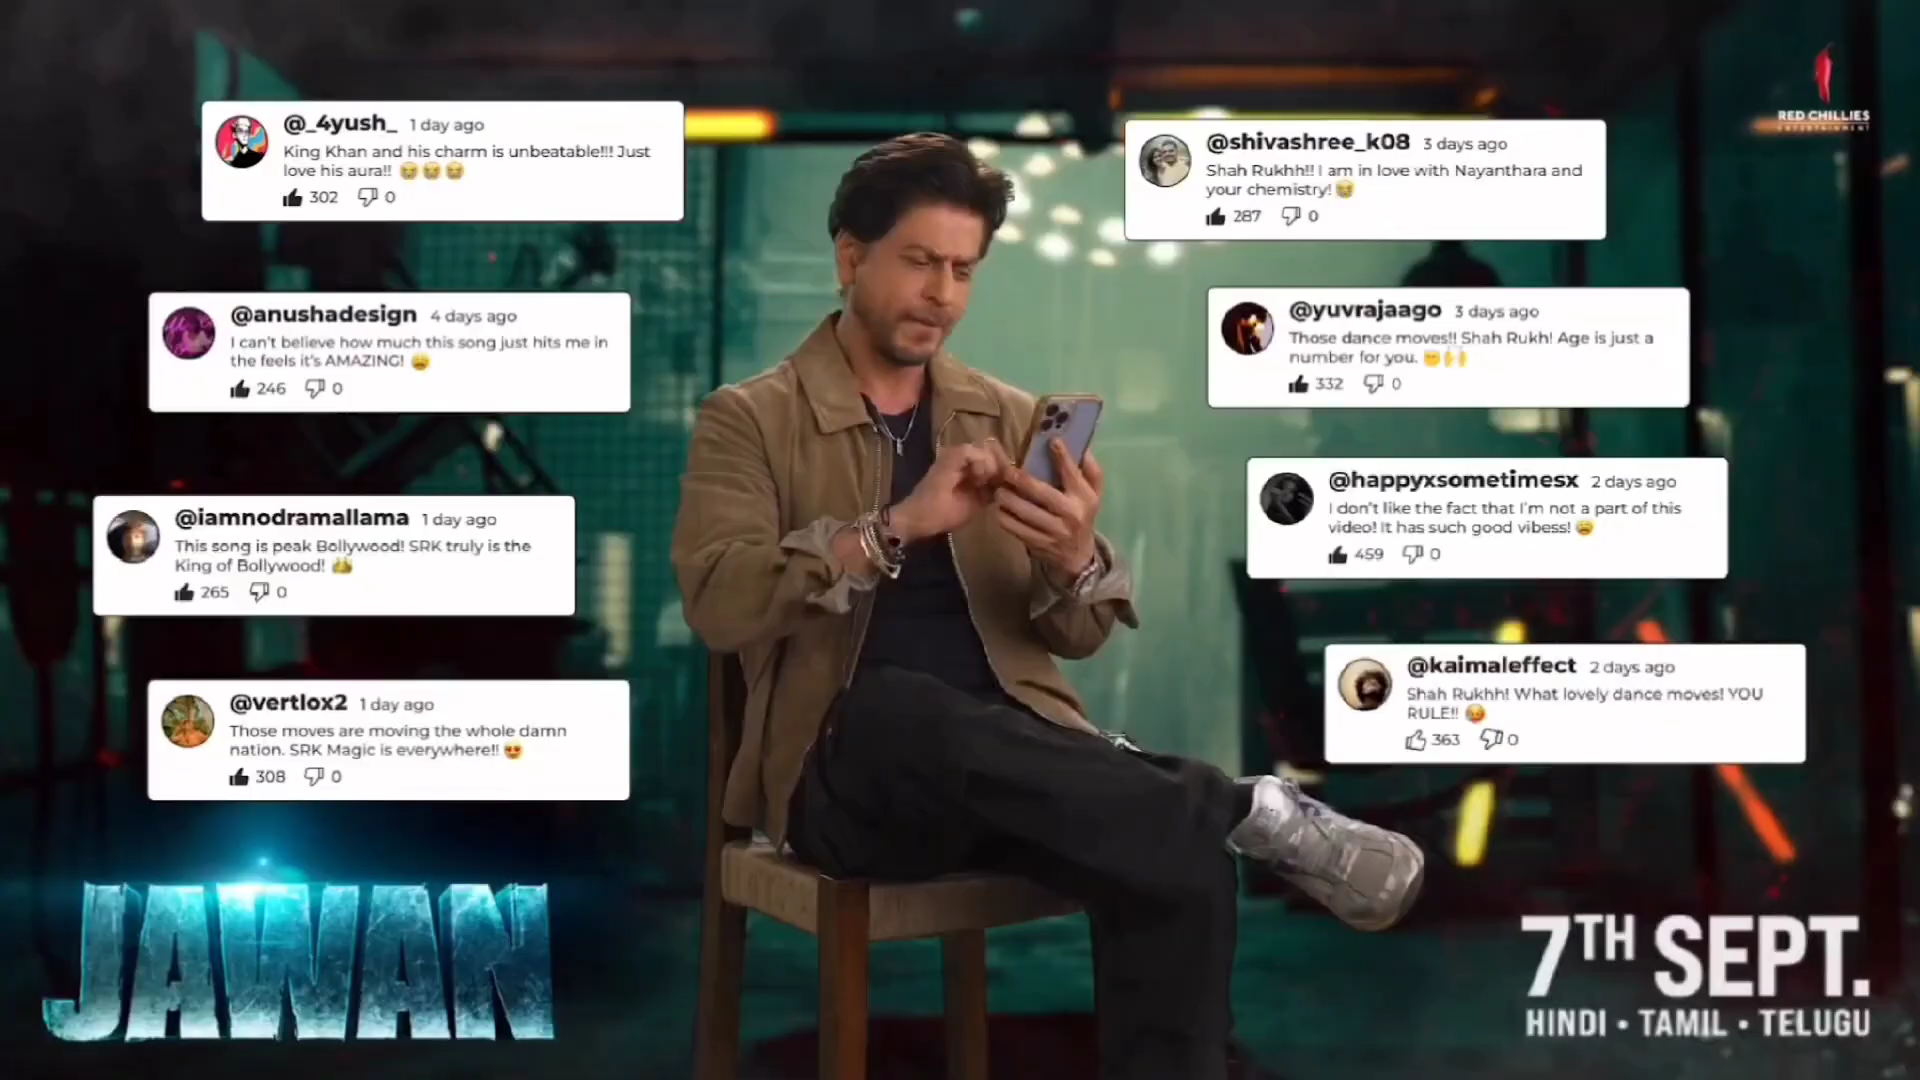 @_4yush_ 1 day ago
King Khan and his charm is unbeatable!!! Just
love his aura!! 😭😭😭
302 0
@anushadesign 4 days ago
I can't believe how much this song just hits me in
the feels it's AMAZING! 😩
246 0
@iamnodramallama 1 day ago
This song is peak Bollywood! SRK truly is the
King of Bollywood!
265 0
@vertlox2 1 day ago
Those moves are moving the whole damn
nation. SRK Magic is everywhere!! 😍
308 0
@shivashree_k08 3 days ago
Shah Rukhh!! I am in love with Nayanthara and
your chemistry! 😭
287 0
@yuvrajaago 3 days ago
Those dance moves!! Shah Rukh! Age is just a
number for you.
332 0
@happyxsometimesx 2 days ago
I don't like the fact that I'm not a part of this
video! It has such good vibess! 😩
459 0
@kaimaleffect 2 days ago
Shah Rukhh! What lovely dance moves! YOU
RULE!!
363 0
RED CHILLIES
ENTERTAINMENT
JAWAN
7TH SEPT.
HINDI • TAMIL • TELUGU